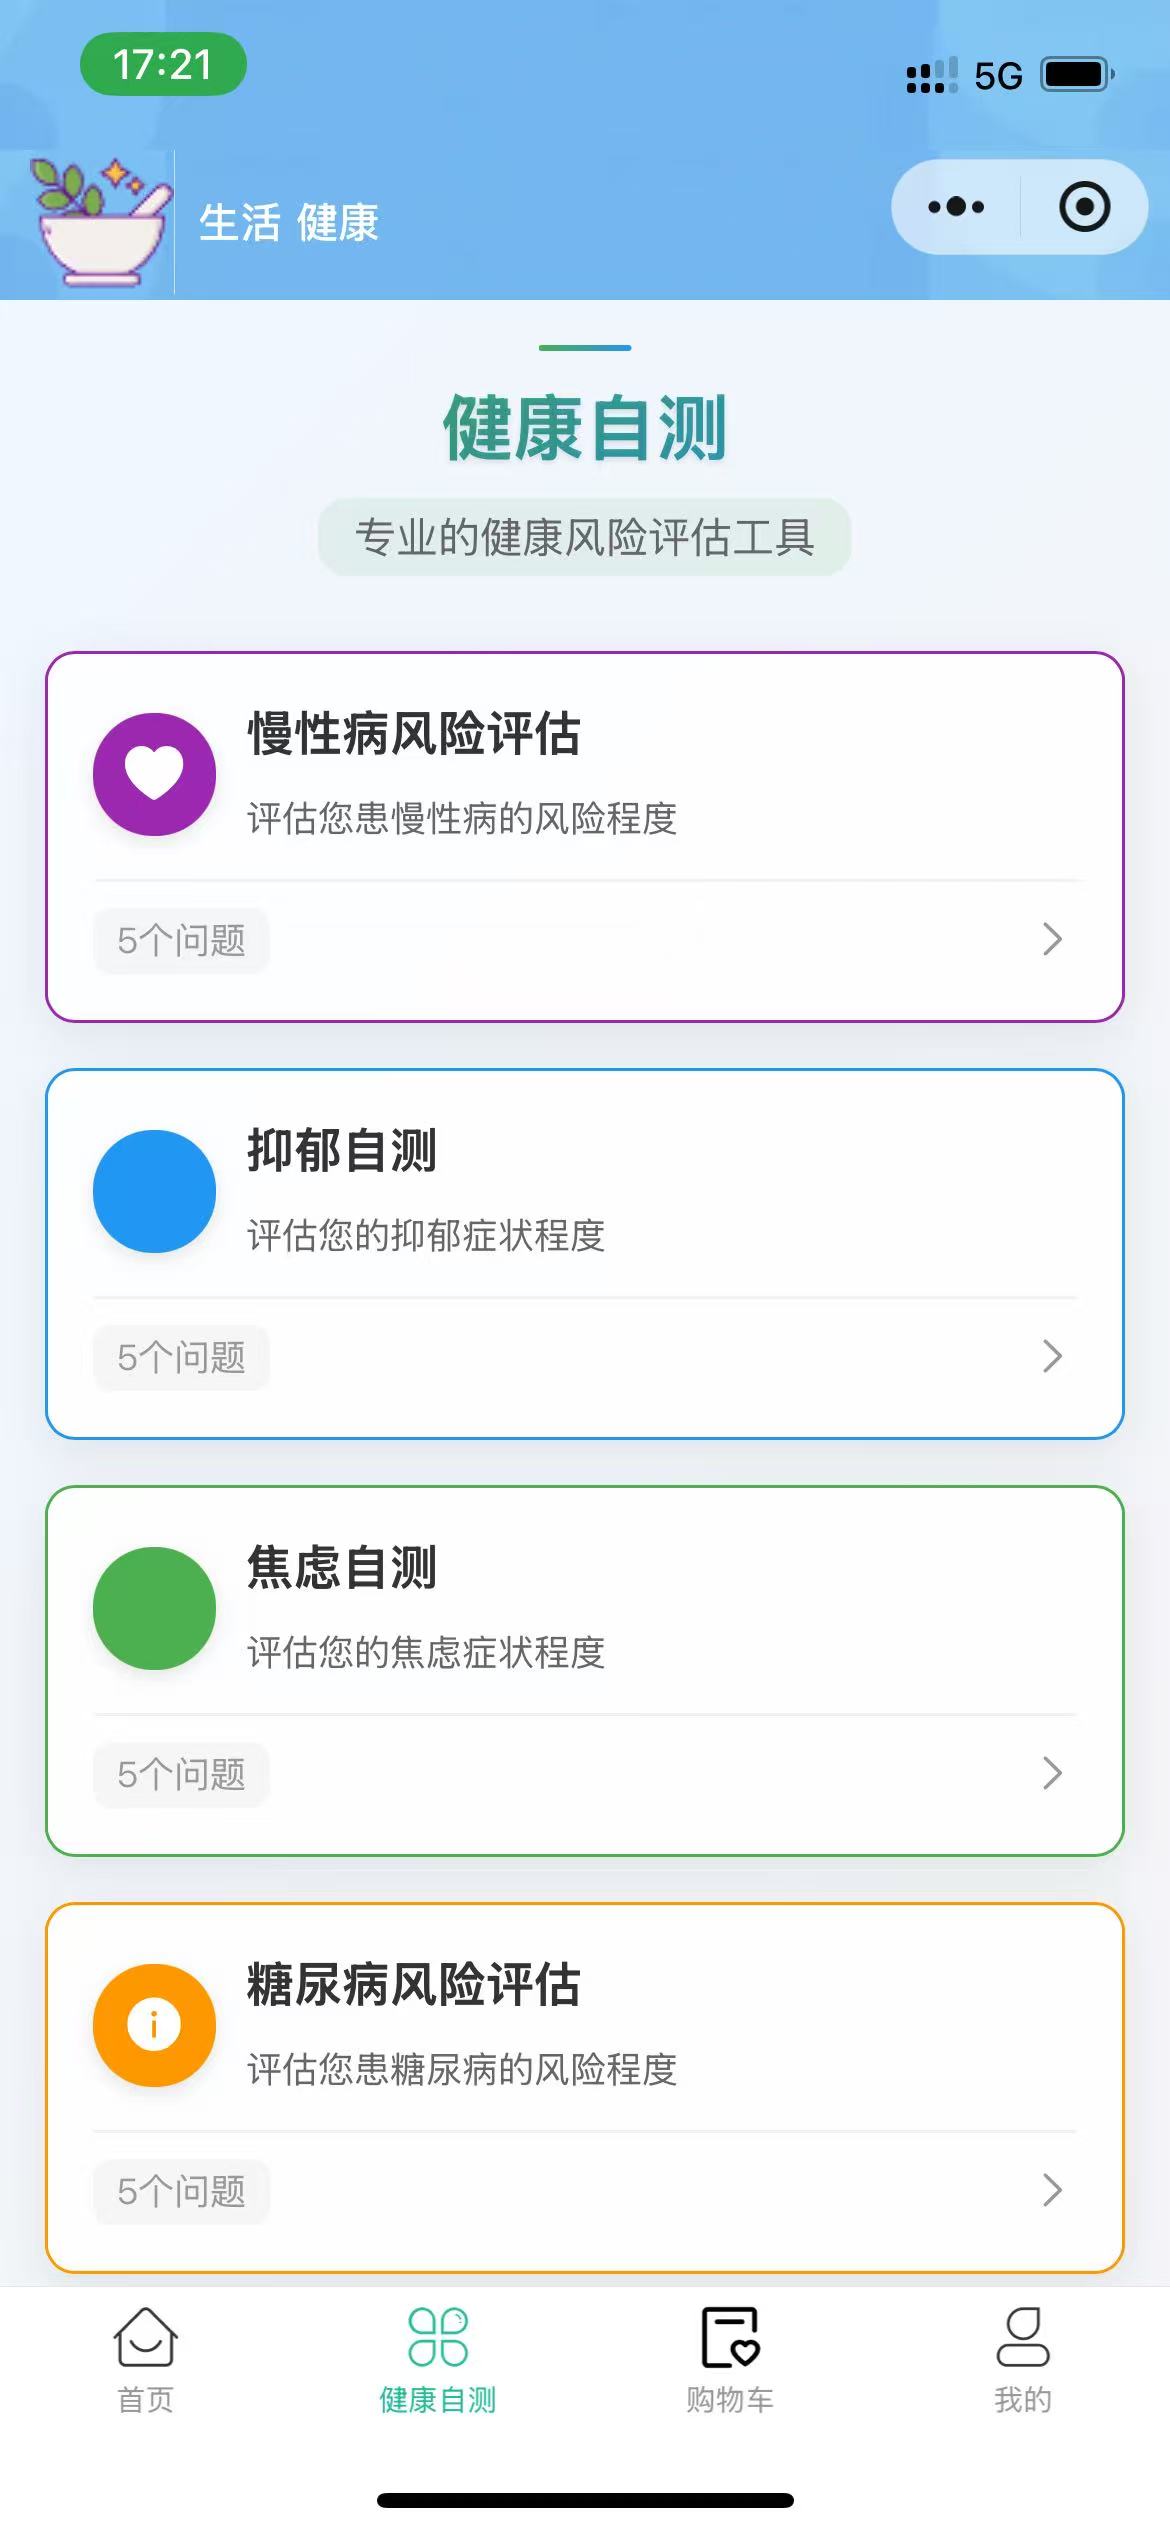 17:21
5G
生活 健康
健康自测
专业的健康风险评估工具
慢性病风险评估
评估您患慢性病的风险程度
5个问题
抑郁自测
评估您的抑郁症状程度
5个问题
焦虑自测
评估您的焦虑症状程度
5个问题
糖尿病风险评估
评估您患糖尿病的风险程度
5个问题
首页
健康自测
购物车
我的